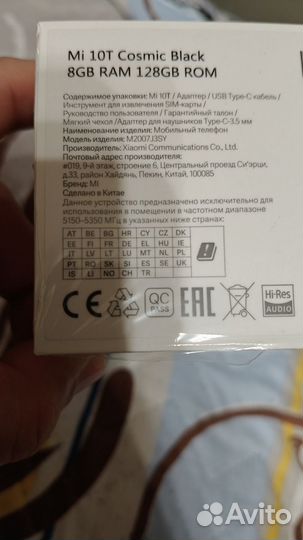 Mi 10T Cosmic Black
8GB RAM 128GB ROM
Содержимое упаковки: Mi 10T / Адаптер / USB Type-C кабель /
Инструмент для извлечения SIM-карты /
Руководство пользователя / Гарантийный талон /
Мягкий чехол / Адаптер для наушников Type-C-3.5 мм
Наименование изделия: Мобильный телефон
Модель изделия: M2007J3SY
Производитель: Xiaomi Communications Co., Ltd.
Почтовый адрес производителя:
#019, 9-й этаж, строение 6, Центральный проезд Си'эрци,
д.33, район Хайдянь, Пекин, Китай, 100085
Бренд: MI
Сделано в Китае
Данное устройство предназначено исключительно для
использования в помещении в частотном диапазоне
5150-5350 МГц в указанных ниже странах:
AT BE BG HR CY CZ DK
EE FI FR DE EL HU IE
IT LV LT LU MT NL PL
PT RO SK SI ES SE UK
IS LI NO CH TR
CE QC PASS EAC Hi-Res AUDIO
Avito